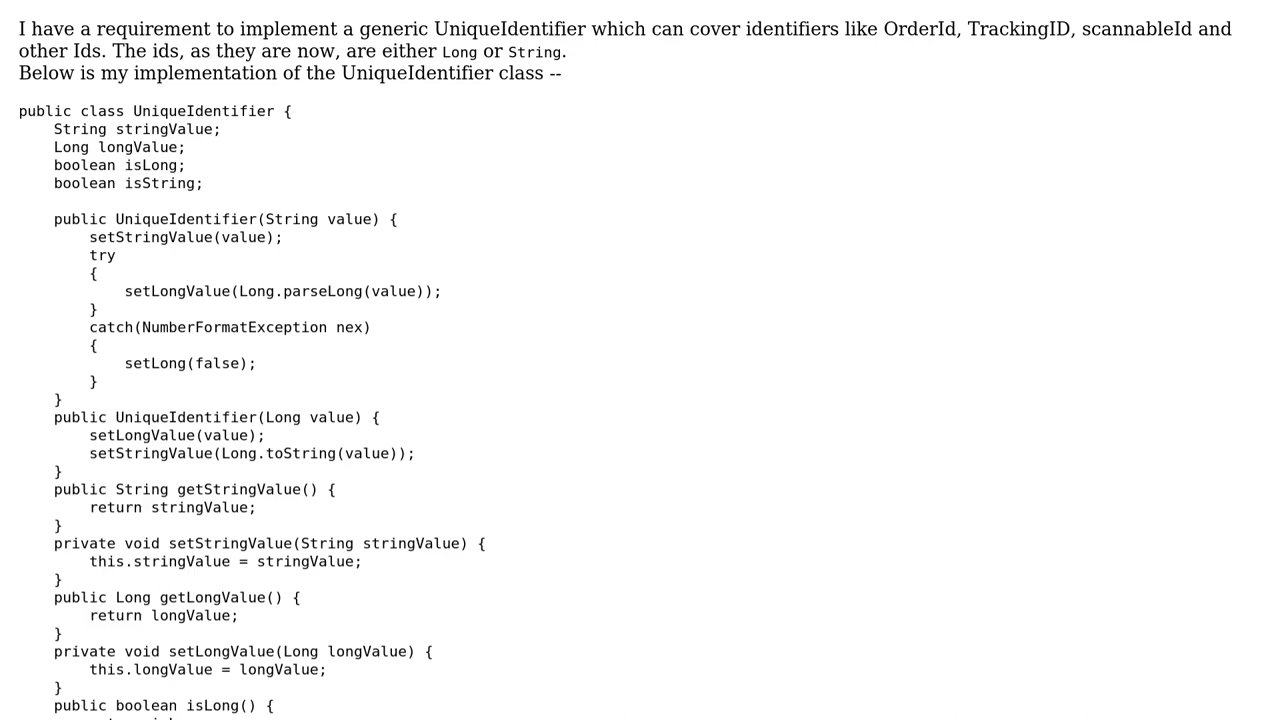 I have a requirement to implement a generic UniqueIdentifier which can cover identifiers like OrderId, TrackingID, scannableId and
other Ids. The ids, as they are now, are either Long or String.
Below is my implementation of the UniqueIdentifier class --
public class UniqueIdentifier {
    String stringValue;
    Long longValue;
    boolean isLong;
    boolean isString;

    public UniqueIdentifier(String value) {
        setStringValue(value);
        try
        {
            setLongValue(Long.parseLong(value));
        }
        catch(NumberFormatException nex)
        {
            setLong(false);
        }
    }
    public UniqueIdentifier(Long value) {
        setLongValue(value);
        setStringValue(Long.toString(value));
    }
    public String getStringValue() {
        return stringValue;
    }
    private void setStringValue(String stringValue) {
        this.stringValue = stringValue;
    }
    public Long getLongValue() {
        return longValue;
    }
    private void setLongValue(Long longValue) {
        this.longValue = longValue;
    }
    public boolean isLong() {